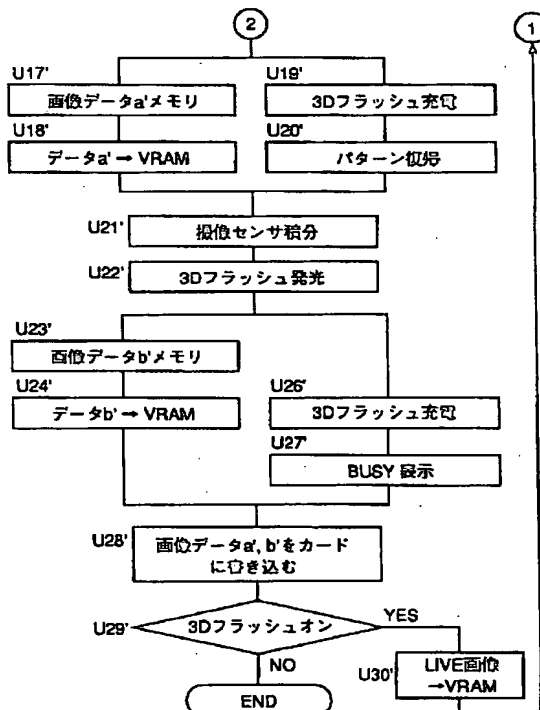 2
1
U17'
画像データa'メモリ
U19'
3Dフラッシュ充電
U18'
データa' → VRAM
U20'
パターン復帰
U21'
撮像センサ積分
U22'
3Dフラッシュ発光
U23'
画像データb'メモリ
U24'
データb' → VRAM
U26'
3Dフラッシュ充電
U27'
BUSY 表示
U28'
画像データa', b'をカード
に書き込む
U29'
3Dフラッシュオン
YES
NO
U30'
LIVE画像
→VRAM
END